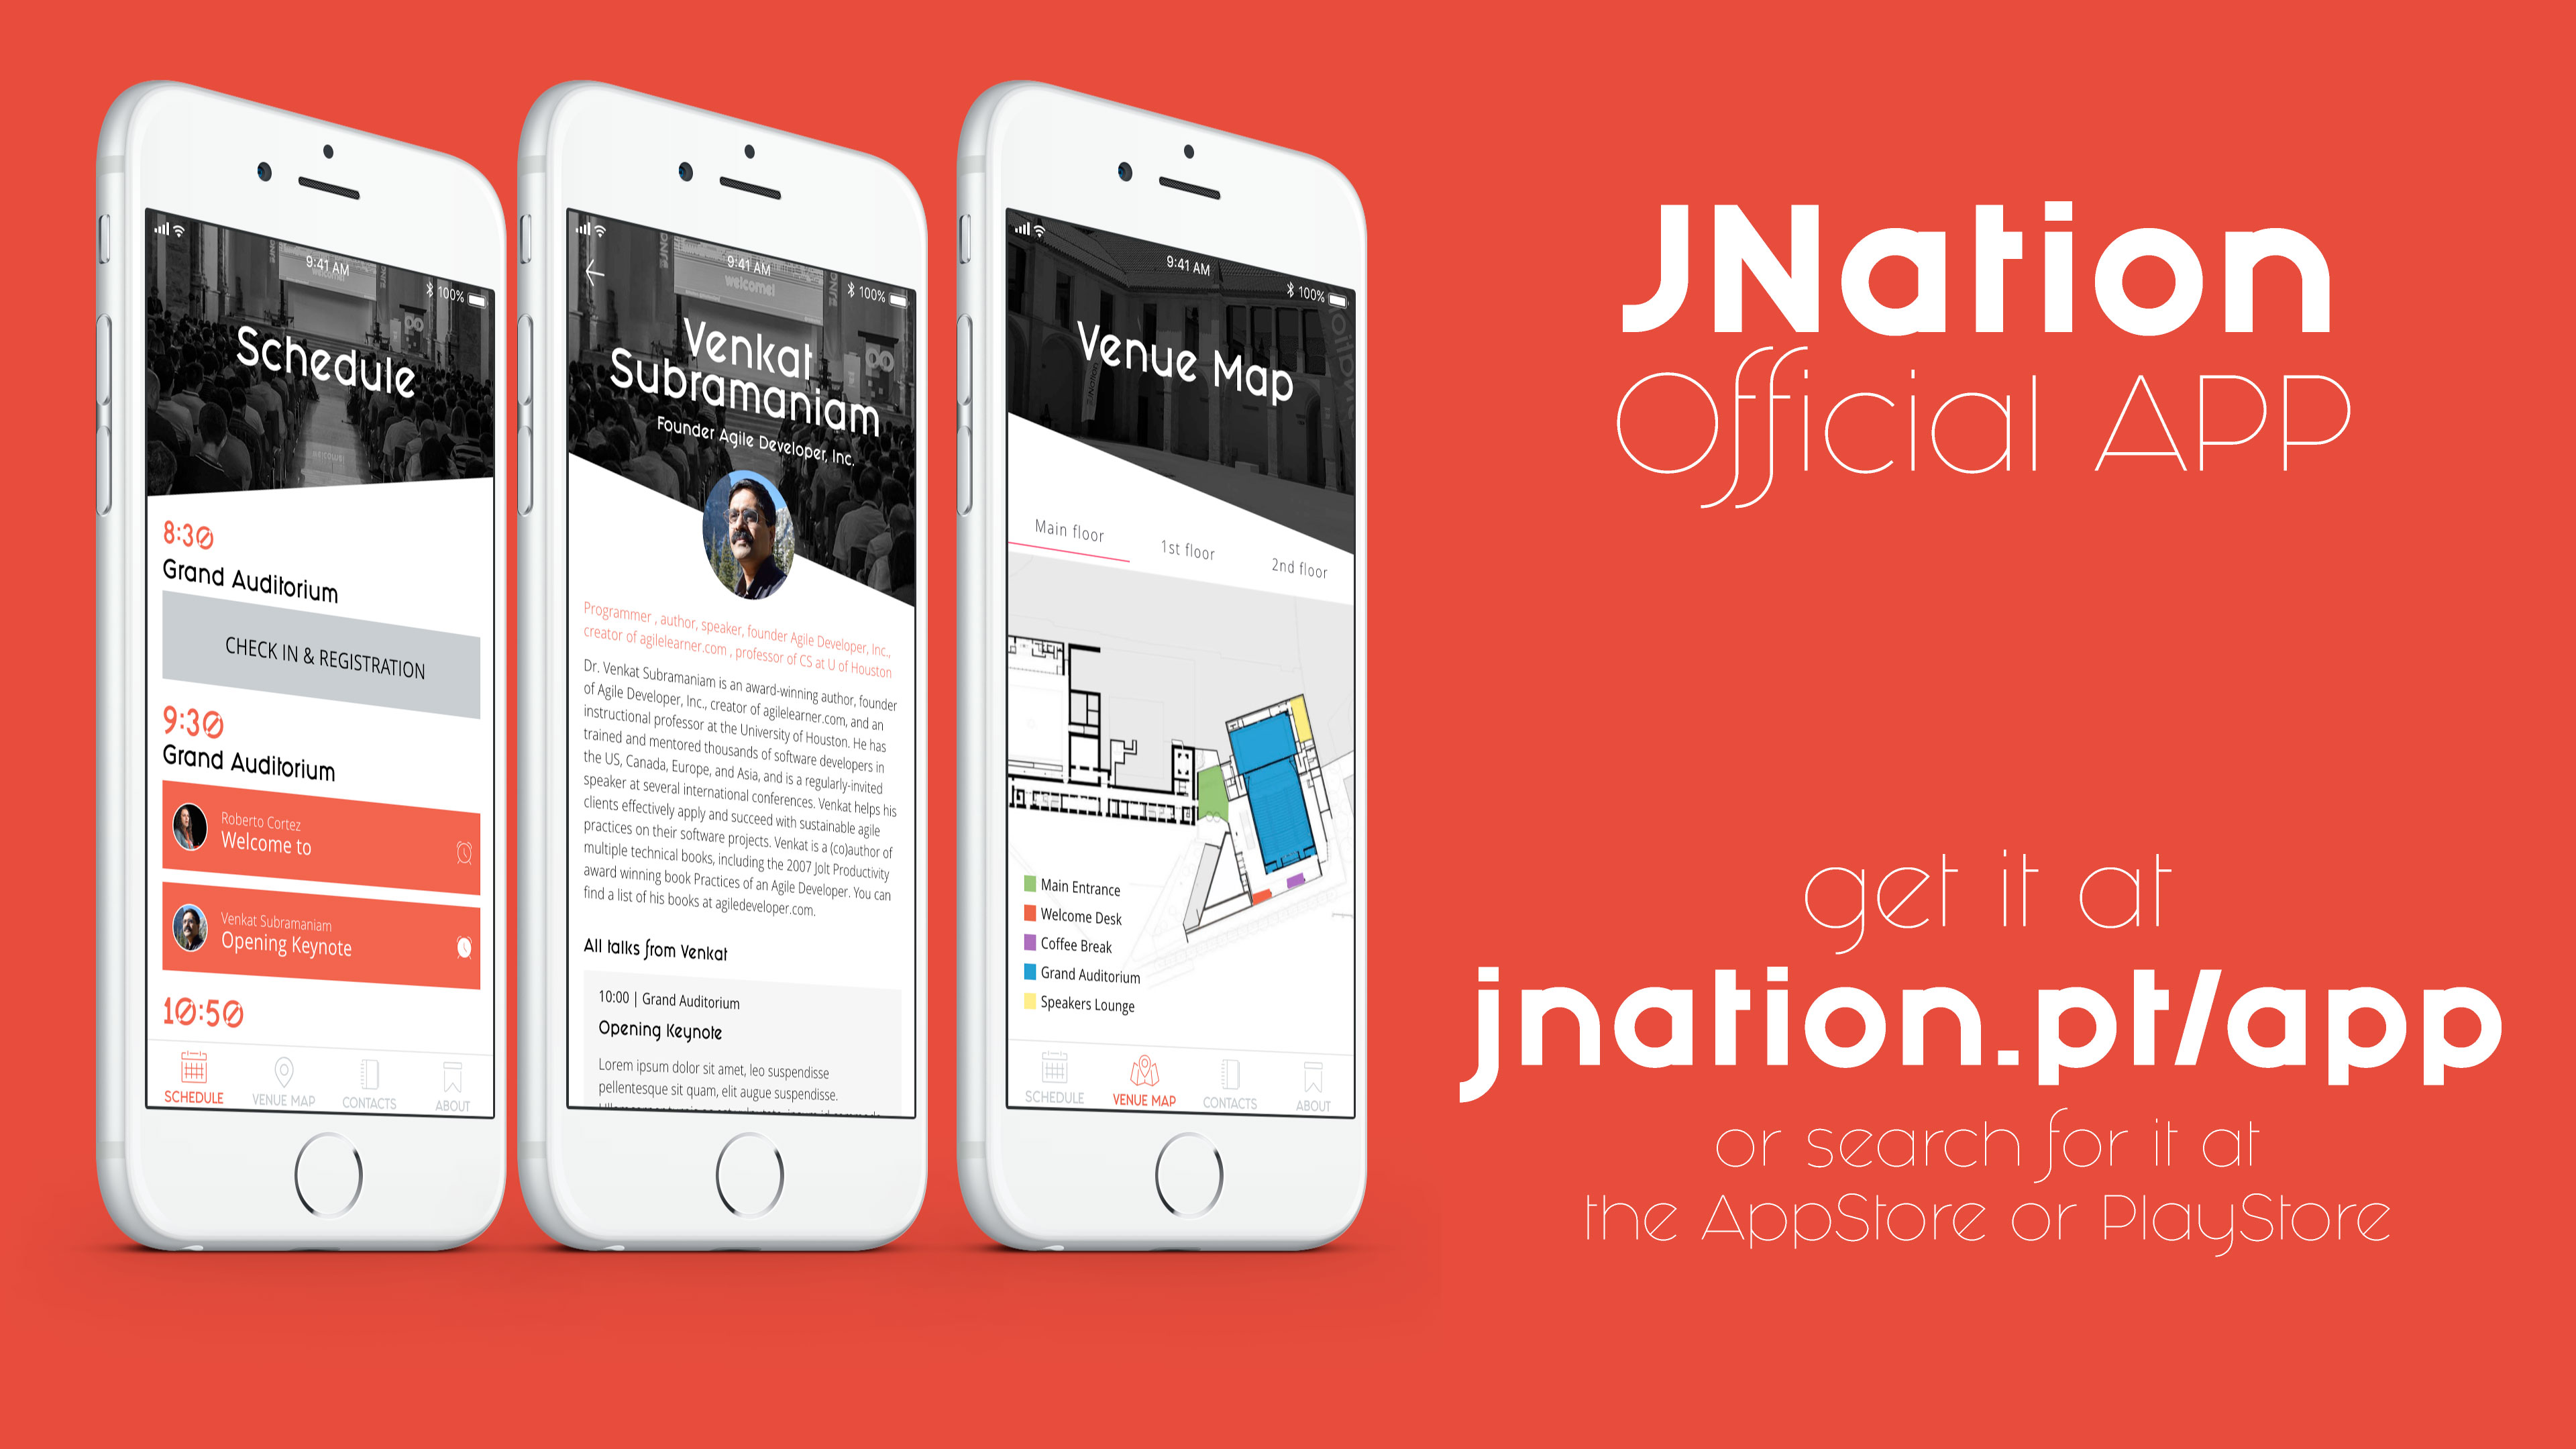 9:41 AM
100%
Schedule
8:30
Grand Auditorium
CHECK IN & REGISTRATION
9:30
Grand Auditorium
Roberto Cortez
Welcome to
Venkat Subramaniam
Opening Keynote
10:50
SCHEDULE
VENUE MAP
CONTACTS
ABOUT
9:41 AM
100%
welcome!
Venkat
Subramaniam
Founder Agile Developer, Inc.
Programmer , author, speaker, founder Agile Developer, Inc.,
creator of agilelearner.com , professor of CS at U of Houston
Dr. Venkat Subramaniam is an award-winning author, founder
of Agile Developer, Inc., creator of agilelearner.com, and an
instructional professor at the University of Houston. He has
trained and mentored thousands of software developers in
the US, Canada, Europe, and Asia, and is a regularly-invited
speaker at several international conferences. Venkat helps his
clients effectively apply and succeed with sustainable agile
practices on their software projects. Venkat is a (co)author of
multiple technical books, including the 2007 Jolt Productivity
award winning book Practices of an Agile Developer. You can
find a list of his books at agiledeveloper.com.
All talks from Venkat
10:00 | Grand Auditorium
Opening Keynote
Lorem ipsum dolor sit amet, leo suspendisse
pellentesque sit quam, elit augue suspendisse.
9:41 AM
100%
Venue Map
Main floor
1st floor
2nd floor
Main Entrance
Welcome Desk
Coffee Break
Grand Auditorium
Speakers Lounge
SCHEDULE
VENUE MAP
CONTACTS
ABOUT
JNation
Official APP
get it at
jnation.pt/app
or search for it at
the AppStore or PlayStore